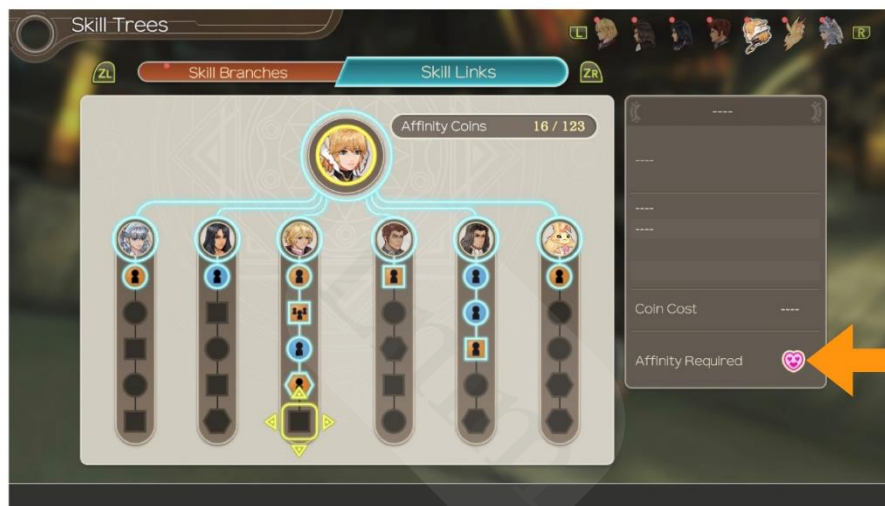 Skill Trees
L
R
ZL
Skill Branches
Skill Links
ZR
Affinity Coins 16 / 123
----
----
----
----
Coin Cost ----
Affinity Required